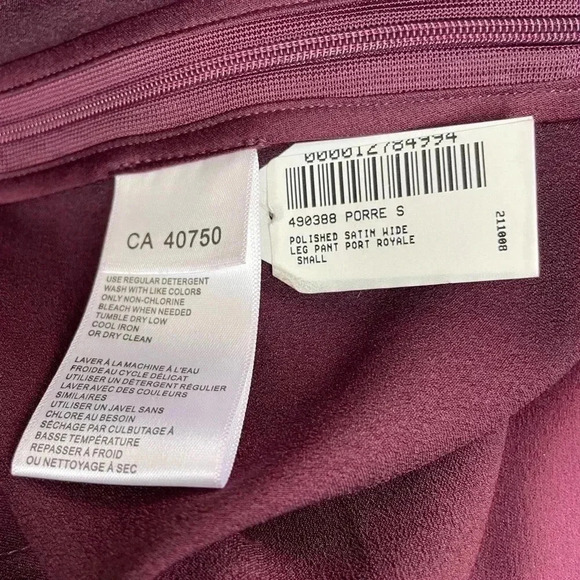 CA 40750
USE REGULAR DETERGENT
WASH WITH LIKE COLORS
ONLY NON-CHLORINE
BLEACH WHEN NEEDED
TUMBLE DRY LOW
COOL IRON
OR DRY CLEAN
LAVER À LA MACHINE À L'EAU
FROIDE AU CYCLE DÉLICAT
UTILISER UN DÉTERGENT RÉGULIER
LAVER AVEC DES COULEURS
SIMILAIRES
UTILISER UN JAVEL SANS
CHLORE AU BESOIN
SÉCHAGE PAR CULBUTAGE À
BASSE TEMPÉRATURE
REPASSER À FROID
OU NETTOYAGE À SEC
000012784994
490388 PORRE S
POLISHED SATIN WIDE
LEG PANT PORT ROYALE
SMALL
211008